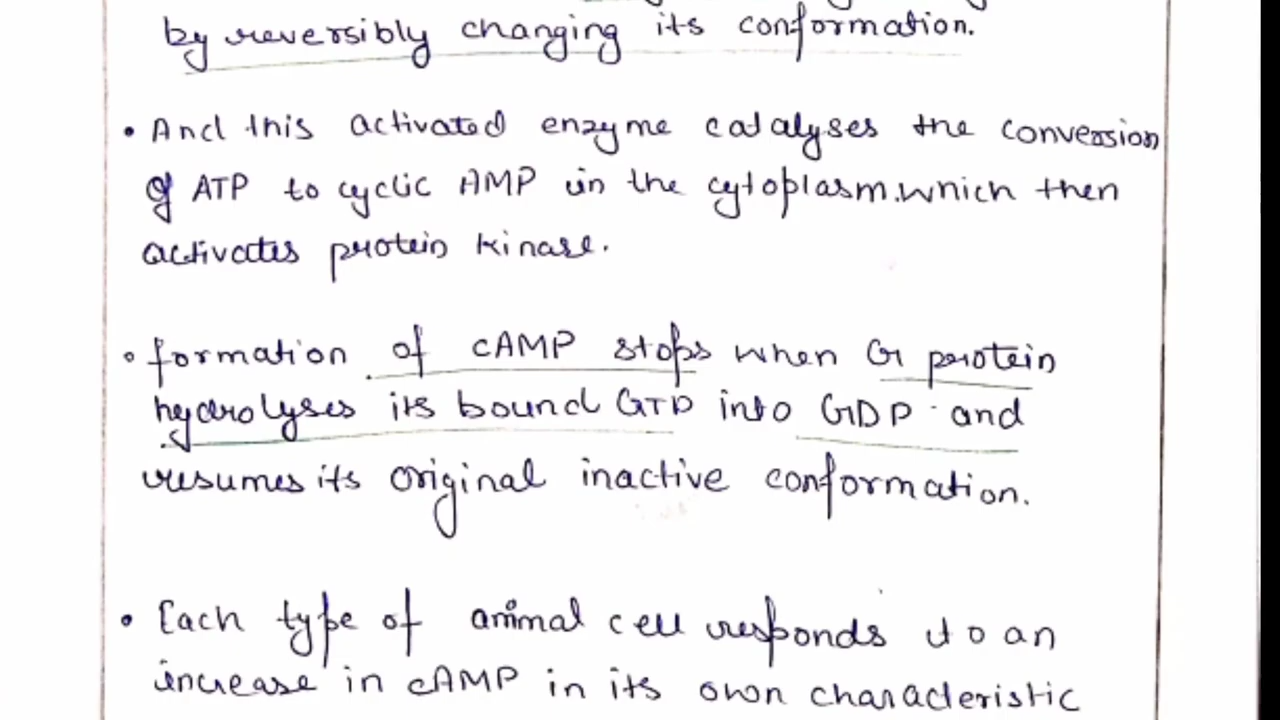 by reversibly changing its conformation.
• And this activated enzyme catalyses the conversion
of ATP to cyclic AMP in the cytoplasm. which then
activates protein kinase.
• formation of cAMP stops when G protein
hydrolyses its bound GTP into GDP and
resumes its original inactive conformation.
• Each type of animal cell responds to an
increase in cAMP in its own characteristic